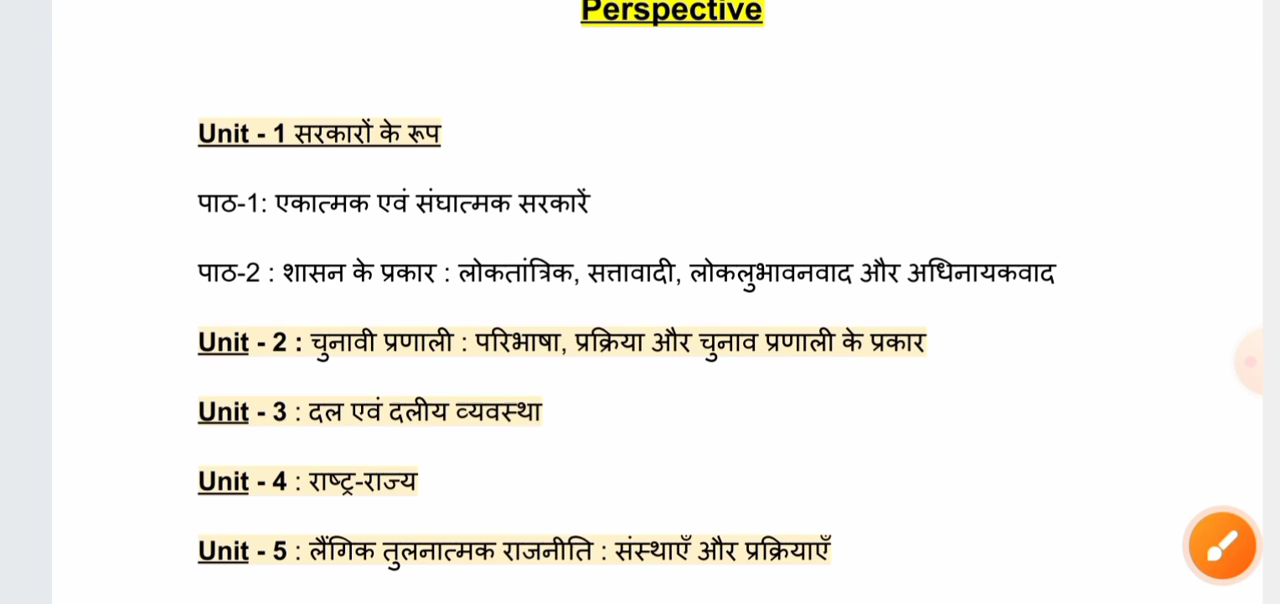 Perspective
Unit - 1 सरकारों के रूप
पाठ-1: एकात्मक एवं संघात्मक सरकारें
पाठ-2 : शासन के प्रकार : लोकतांत्रिक, सत्तावादी, लोकलुभावनवाद और अधिनायकवाद
Unit - 2 : चुनावी प्रणाली : परिभाषा, प्रक्रिया और चुनाव प्रणाली के प्रकार
Unit - 3 : दल एवं दलीय व्यवस्था
Unit - 4 : राष्ट्र-राज्य
Unit - 5 : लैंगिक तुलनात्मक राजनीति : संस्थाएँ और प्रक्रियाएँ